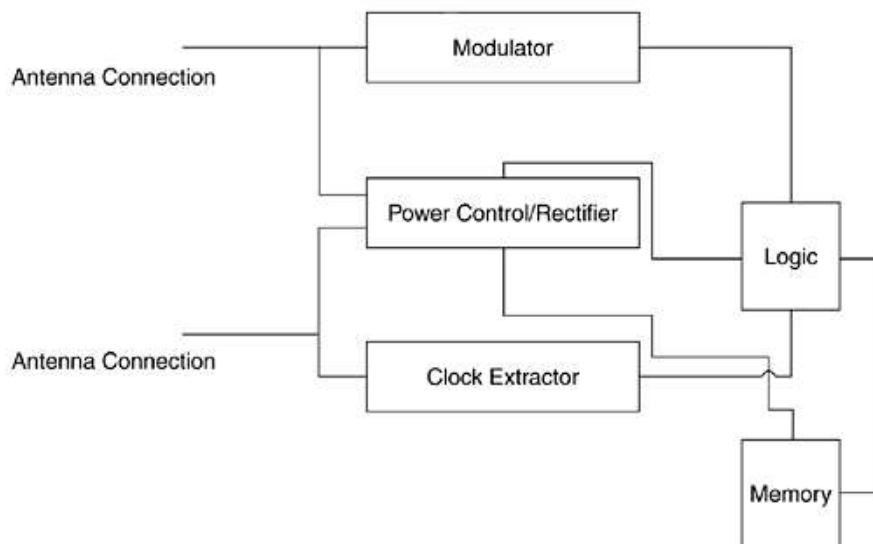 Modulator
Antenna Connection
Power Control/Rectifier
Logic
Antenna Connection
Clock Extractor
Memory